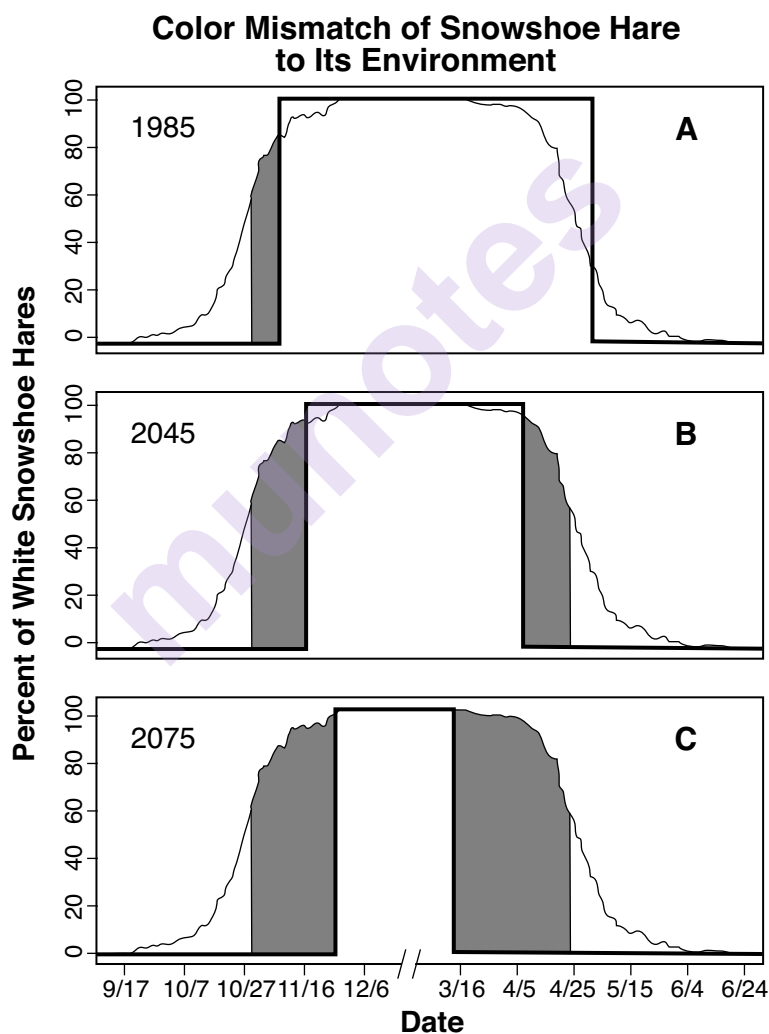 Color Mismatch of Snowshoe Hare
to Its Environment
Percent of White Snowshoe Hares
1985
A
100
80
60
40
20
0
2045
B
100
80
60
40
20
0
2075
C
100
80
60
40
20
0
9/17 10/7 10/27 11/16 12/6 // 3/16 4/5 4/25 5/15 6/4 6/24
Date
munotes